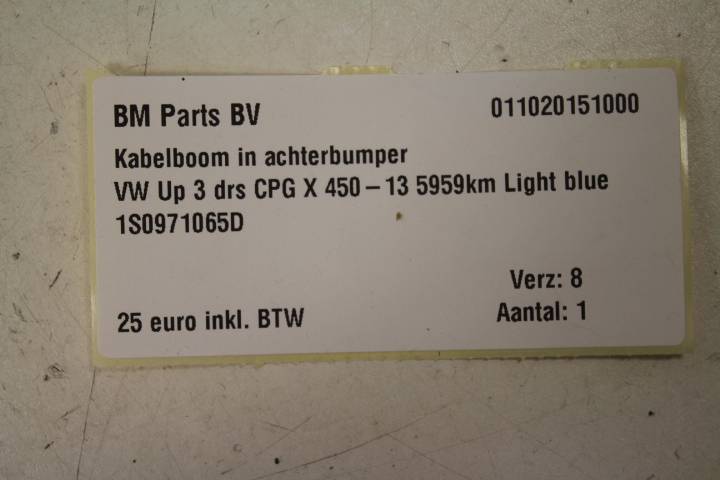 BM Parts BV 011020151000
Kabelboom in achterbumper
VW Up 3 drs CPG X 450 – 13 5959km Light blue
1S0971065D
Verz: 8
25 euro inkl. BTW Aantal: 1